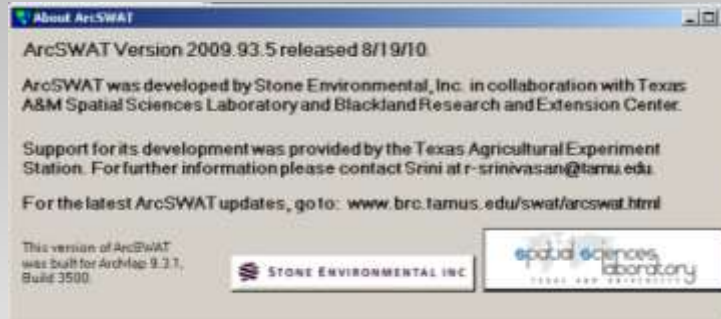 About ArcSWAT
ArcSWAT Version 2009.93.5 released 8/19/10
ArcSWAT was developed by Stone Environmental, Inc. in collaboration with Texas
A&M Spatial Sciences Laboratory and Blackland Research and Extension Center.
Support for its development was provided by the Texas Agricultural Experiment
Station. For further information please contact Srini at r-srinivasan@tamu.edu.
For the latest ArcSWAT updates, go to: www.brc.tamus.edu/swat/arcswat.html
This version of ArcSWAT
was built for ArcMap 9.3.1,
Build 3500.
STONE ENVIRONMENTAL INC
spatial sciences
laboratory
TEXAS A&M UNIVERSITY